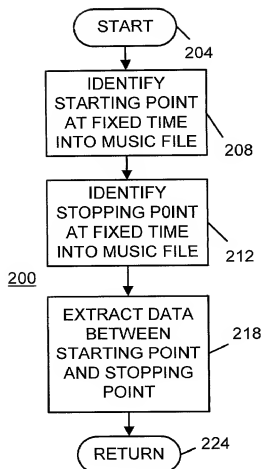 START
204
IDENTIFY
STARTING POINT
AT FIXED TIME
INTO MUSIC FILE
208
IDENTIFY
STOPPING P0INT
AT FIXED TIME
INTO MUSIC FILE
212
200
EXTRACT DATA
BETWEEN
STARTING POINT
AND STOPPING
POINT
218
RETURN
224